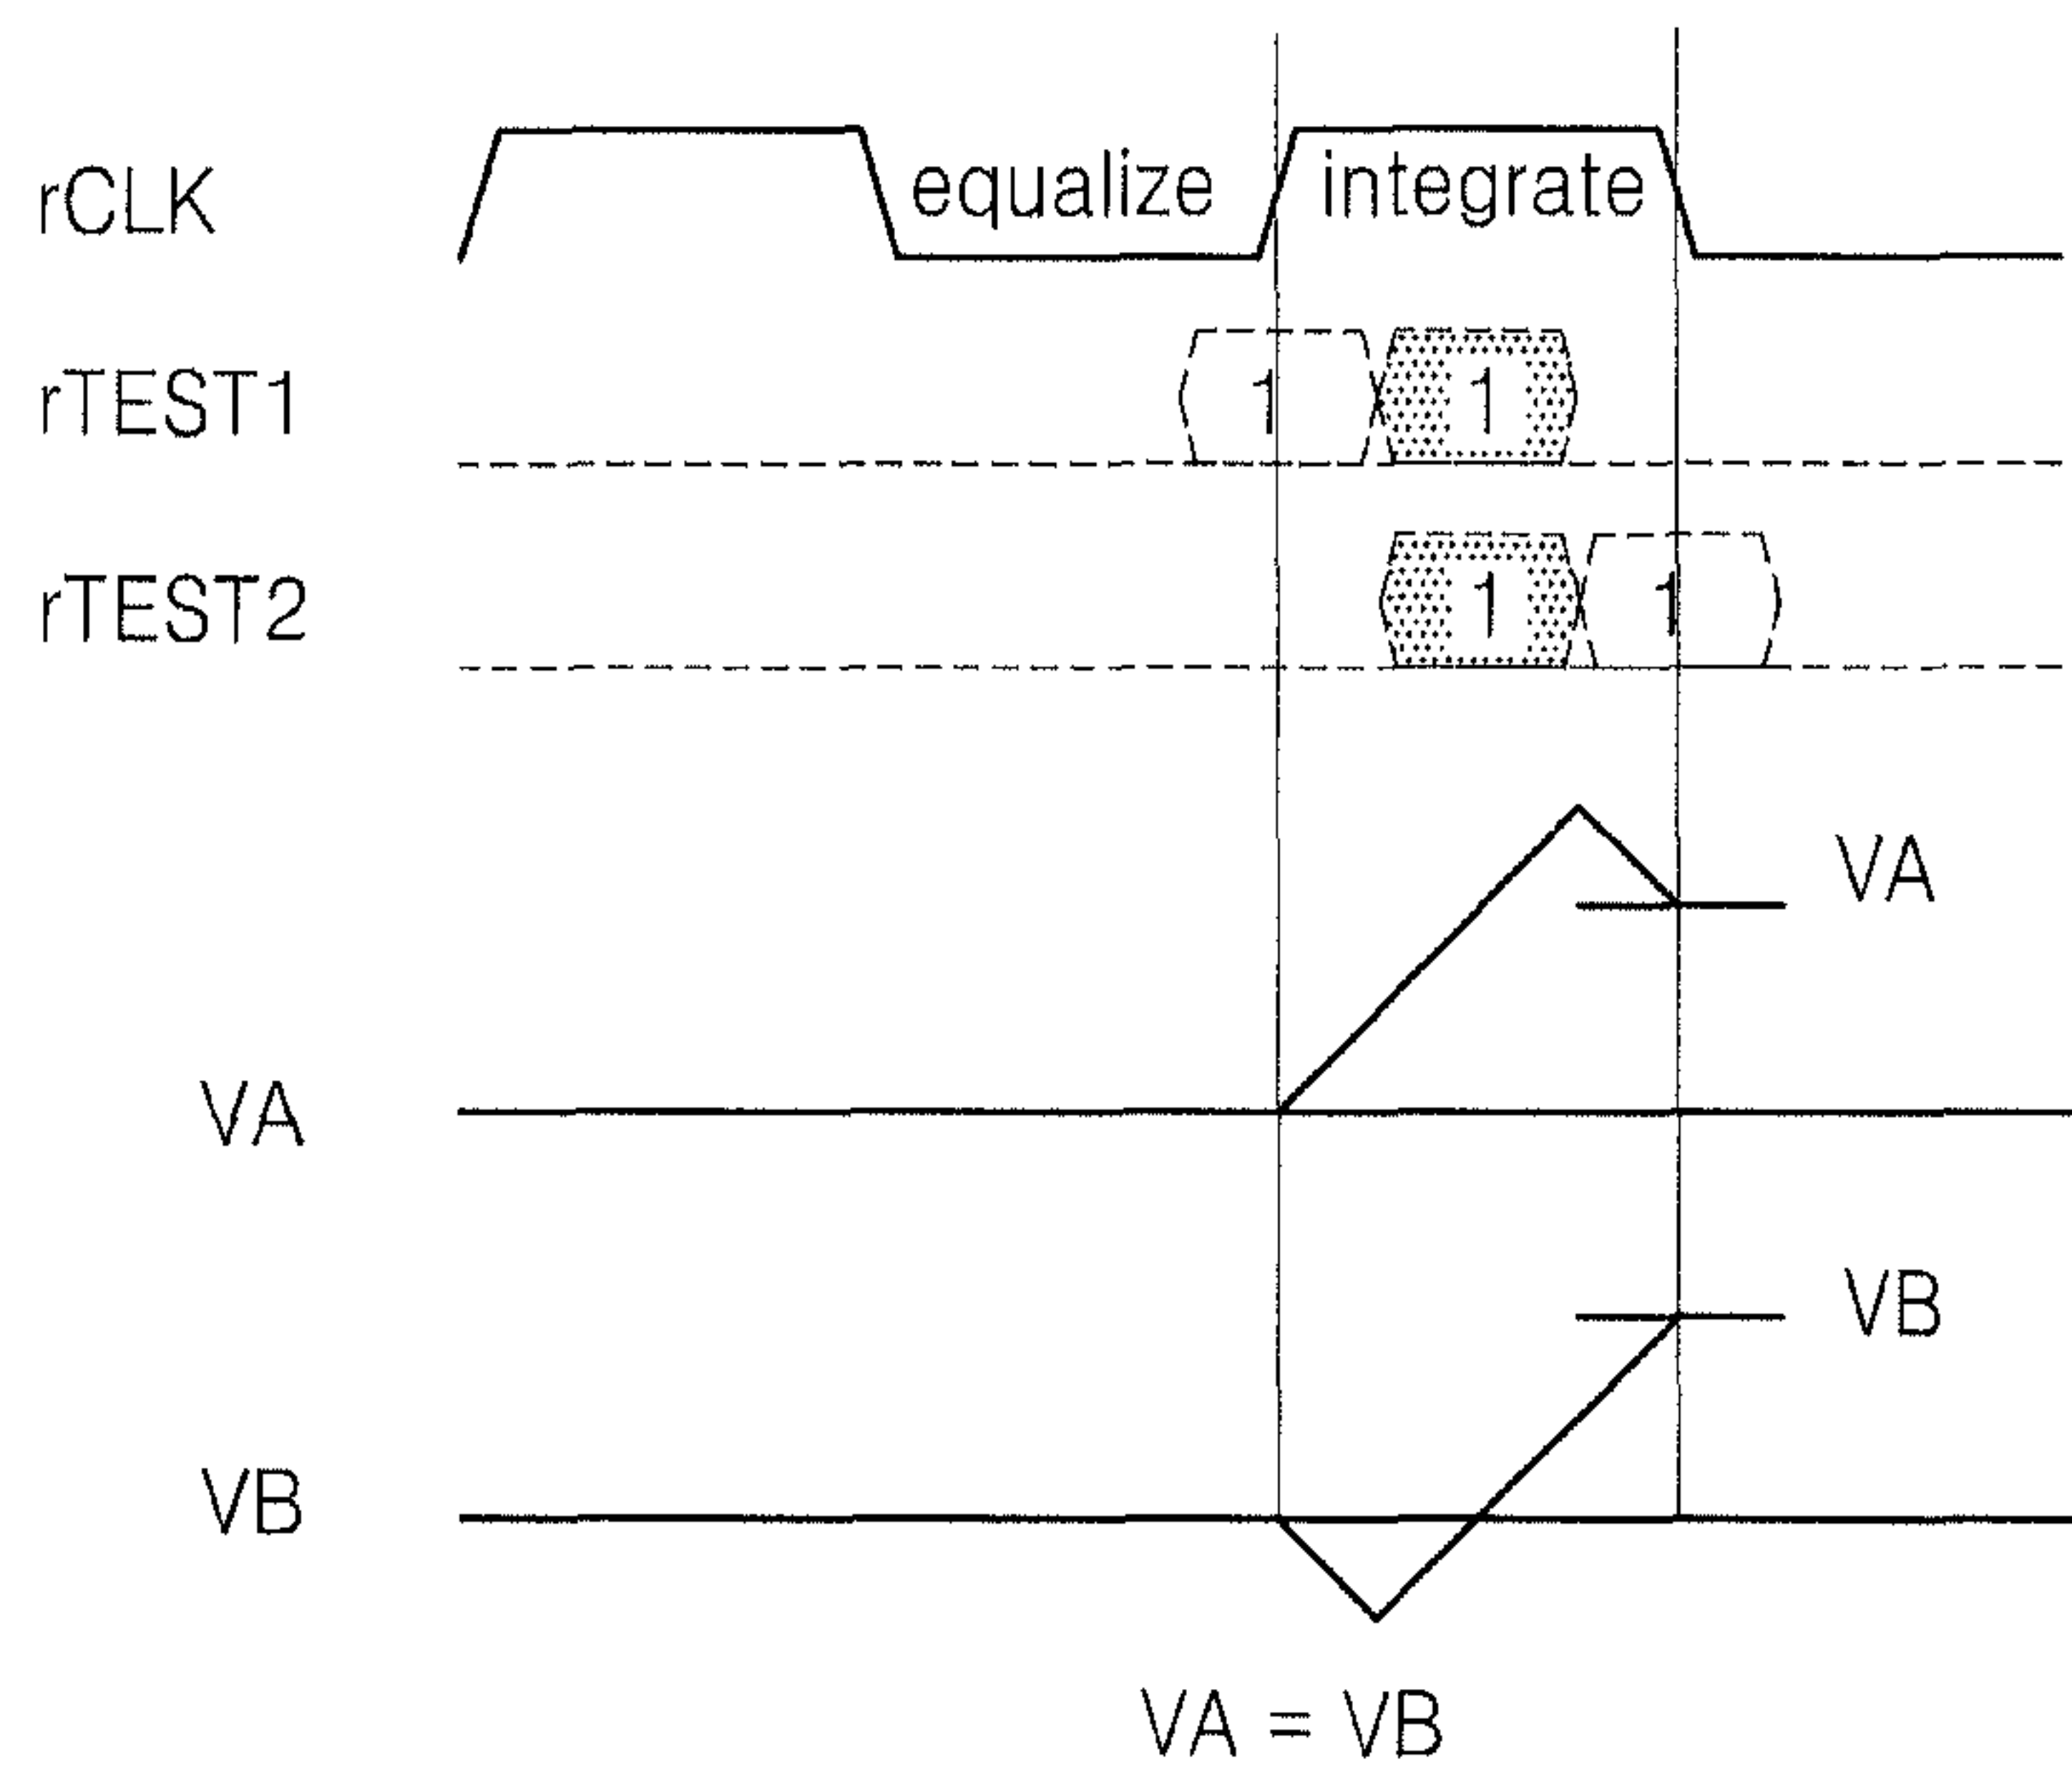 rCLK equalize integrate
rTEST1 1 1
rTEST2 1 1
VA
VA
VB
VB
VA = VB